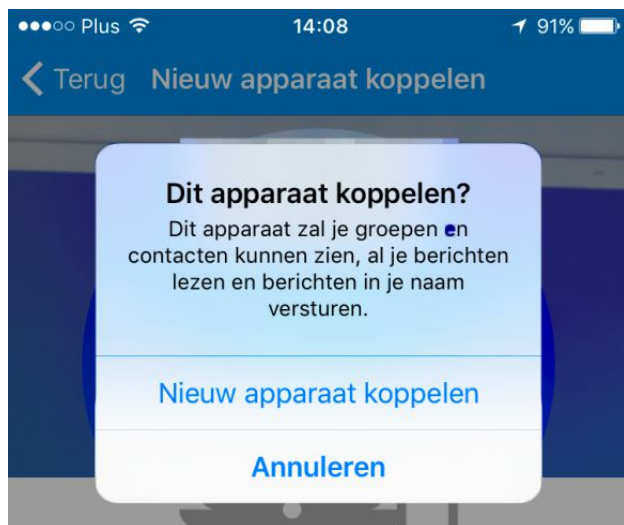 Plus 14:08 91%
Terug Nieuw apparaat koppelen
Dit apparaat koppelen?
Dit apparaat zal je groepen en
contacten kunnen zien, al je berichten
lezen en berichten in je naam
versturen.
Nieuw apparaat koppelen
Annuleren